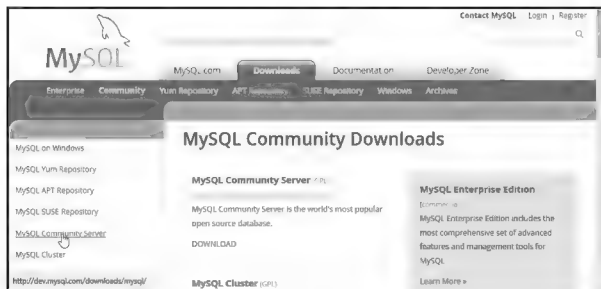 Contact MySQL Login | Register
MySQL
MySQL.com Downloads Documentation Developer Zone
Enterprise Community Yum Repository APT Repository SUSE Repository Windows Archives
MySQL on Windows
MySQL Yum Repository
MySQL APT Repository
MySQL SUSE Repository
MySQL Community Server
MySQL Cluster
http://dev.mysql.com/downloads/mysql/
MySQL Community Downloads
MySQL Community Server (GPL)
MySQL Community Server is the world's most popular
open source database.
DOWNLOAD
MySQL Cluster (GPL)
MySQL Enterprise Edition
(commercial)
MySQL Enterprise Edition includes the
most comprehensive set of advanced
features and management tools for
MySQL.
Learn More »